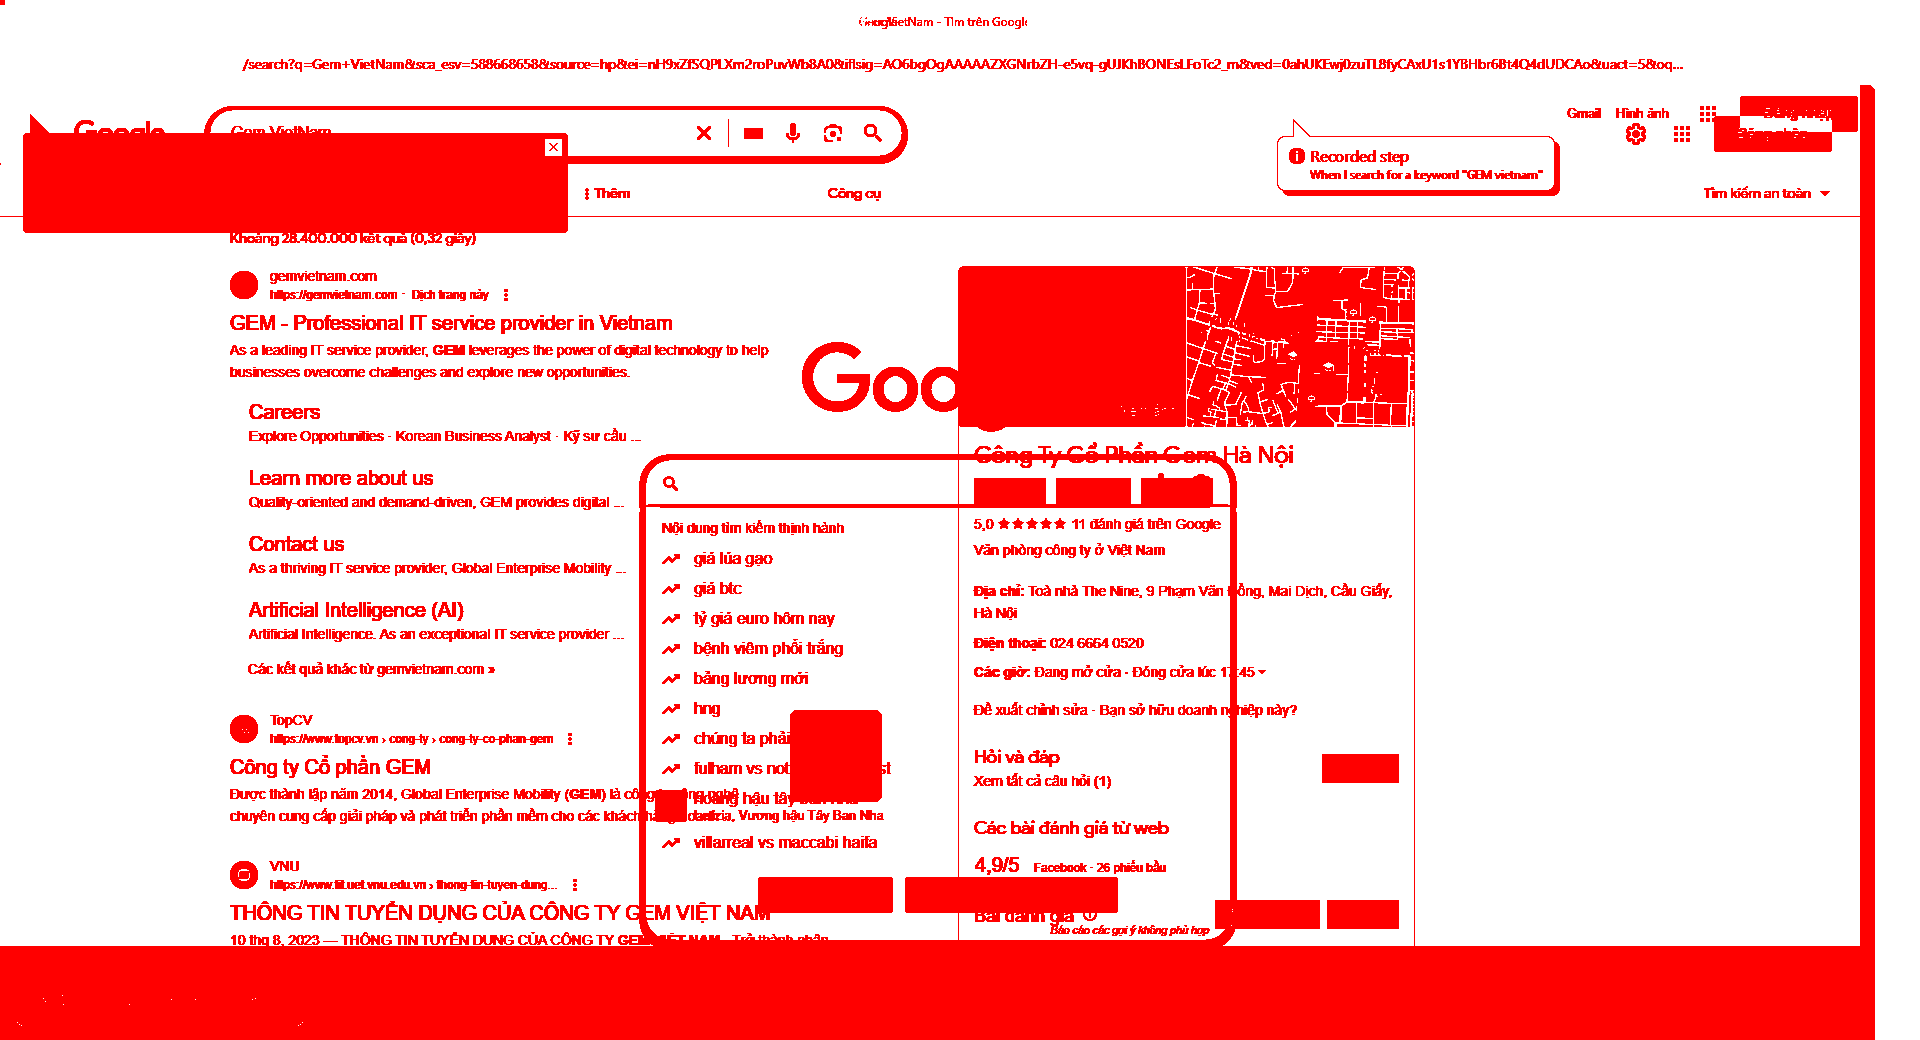 VietNam - Tìm trên Google
/search?q=Gem+VietNam&sca_esv=588668658&source=hp&ei=nH9xZfSQPLXm2roPuvWb8A0&iflsig=AO6bgOgAAAAAZXGNrbZH-e5vq-gUJKhBONEsLFoTc2_m&ved=0ahUKEwj0zuTL8fyCAxU1s1YBHbr6Bt4Q4dUDCAo&uact=5&oq...
Gmail Hình ảnh
Google
Gem VietNam
Recorded step
When I search for a keyword "GEM vietnam"
Thêm
Công cụ
Tìm kiếm an toàn
Khoảng 28.400.000 kết quả (0,32 giây)
gemvietnam.com
https://gemvietnam.com · Dịch trang này
GEM - Professional IT service provider in Vietnam
As a leading IT service provider, GEM leverages the power of digital technology to help
businesses overcome challenges and explore new opportunities.
Careers
Explore Opportunities · Korean Business Analyst · Kỹ sư cầu ...
Learn more about us
Quality-oriented and demand-driven, GEM provides digital ...
Contact us
As a thriving IT service provider, Global Enterprise Mobility ...
Artificial Intelligence (AI)
Artificial Intelligence. As an exceptional IT service provider ...
Các kết quả khác từ gemvietnam.com »
TopCV
https://www.topcv.vn › cong-ty › cong-ty-co-phan-gem
Công ty Cổ phần GEM
Được thành lập năm 2014, Global Enterprise Mobility (GEM) là công nghệ
chuyên cung cấp giải pháp và phát triển phần mềm cho các khách hàng
VNU
https://www.fit.uet.vnu.edu.vn › thong-tin-tuyen-dung...
THÔNG TIN TUYỂN DỤNG CỦA CÔNG TY GEM VIỆT NAM
10 thg 8, 2023 — THÔNG TIN TUYỂN DỤNG CỦA CÔNG TY GEM VIỆT NAM · Trở thành nhân
Goo
Nội dung tìm kiếm thịnh hành
giá lúa gạo
giá btc
tỷ giá euro hôm nay
bệnh viêm phổi trắng
bảng lương mới
hng
chúng ta phải
fulham vs not
hoàng hậu tây ban nha
Vương hậu Tây Ban Nha
villarreal vs maccabi haifa
Báo cáo các gợi ý không phù hợp
Công Ty Cổ Phần Gem Hà Nội
5,0 ★★★★★ 11 đánh giá trên Google
Văn phòng công ty ở Việt Nam
Địa chỉ: Toà nhà The Nine, 9 Phạm Văn Đồng, Mai Dịch, Cầu Giấy,
Hà Nội
Điện thoại: 024 6664 0520
Các giờ: Đang mở cửa · Đóng cửa lúc 17:45
Đề xuất chỉnh sửa · Bạn sở hữu doanh nghiệp này?
Hỏi và đáp
Xem tất cả câu hỏi (1)
Các bài đánh giá từ web
4,9/5 Facebook · 26 phiếu bầu
Bài đánh giá